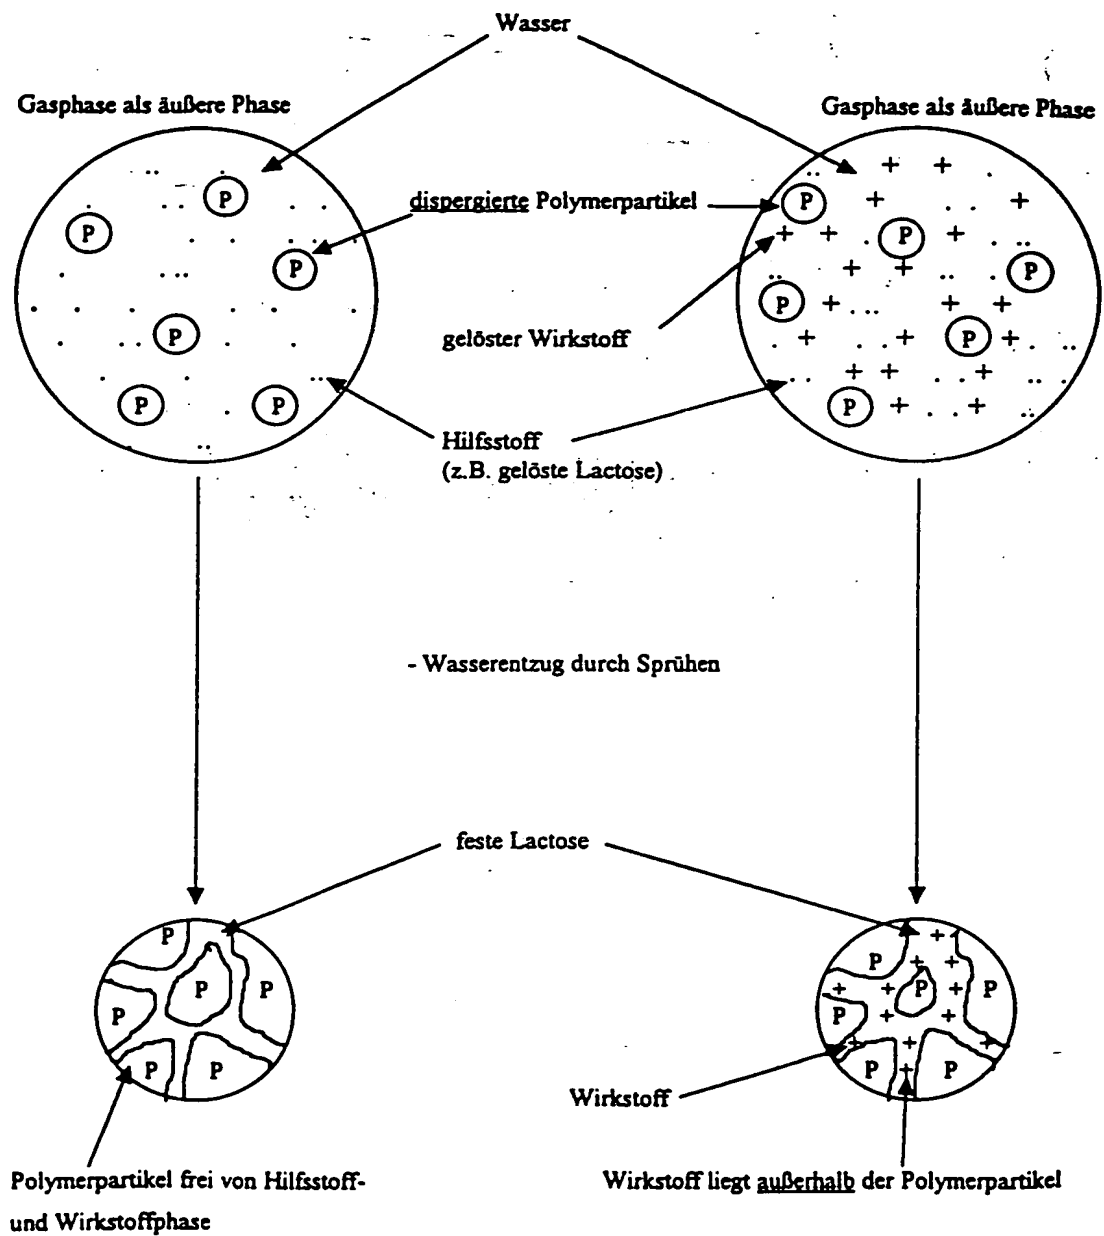 Wasser
Gasphase als äußere Phase
Gasphase als äußere Phase
P
P
P
P
P
P
dispergierte Polymerpartikel
P
P
P
P
P
P
gelöster Wirkstoff
Hilfsstoff
(z.B. gelöste Lactose)
- Wasserentzug durch Sprühen
feste Lactose
P
P
P
P
P
P
P
P
P
P
P
P
Wirkstoff
Polymerpartikel frei von Hilfsstoff-
und Wirkstoffphase
Wirkstoff liegt außerhalb der Polymerpartikel